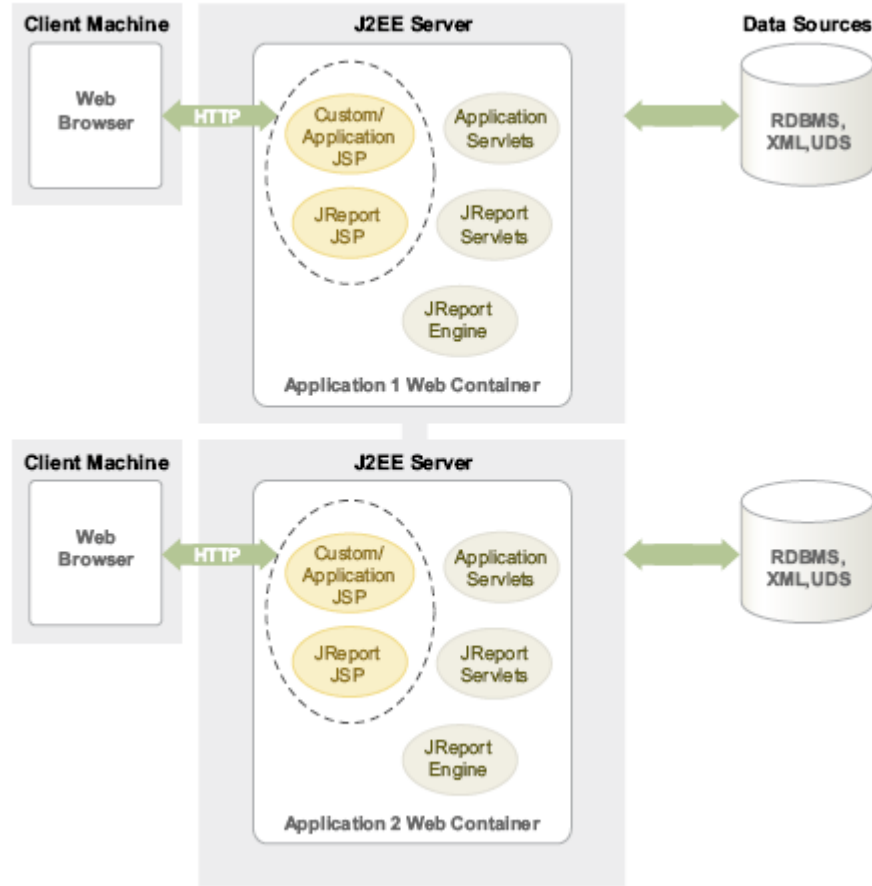 Client Machine
J2EE Server
Data Sources
Web
Browser
HTTP
Custom/
Application
JSP
Application
Servlets
RDBMS,
XML,UDS
JReport
JSP
JReport
Servlets
JReport
Engine
Application 1 Web Container
Client Machine
J2EE Server
Web
Browser
HTTP
Custom/
Application
JSP
Application
Servlets
RDBMS,
XML,UDS
JReport
JSP
JReport
Servlets
JReport
Engine
Application 2 Web Container